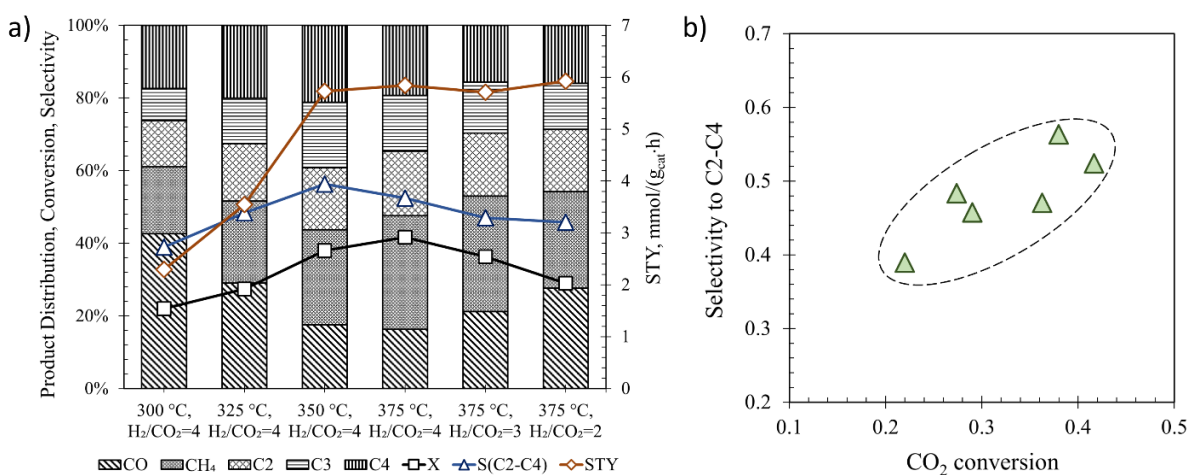 a)
Product Distribution, Conversion, Selectivity
100%
80%
60%
40%
20%
0%
7
6
5
4
3
2
1
0
STY, mmol/(g_cat·h)
300 °C, H₂/CO₂=4
325 °C, H₂/CO₂=4
350 °C, H₂/CO₂=4
375 °C, H₂/CO₂=4
375 °C, H₂/CO₂=3
375 °C, H₂/CO₂=2
CO CH₄ C2 C3 C4 X S(C2-C4) STY
b)
Selectivity to C2-C4
0.7
0.6
0.5
0.4
0.3
0.2
0.1 0.2 0.3 0.4 0.5
CO₂ conversion